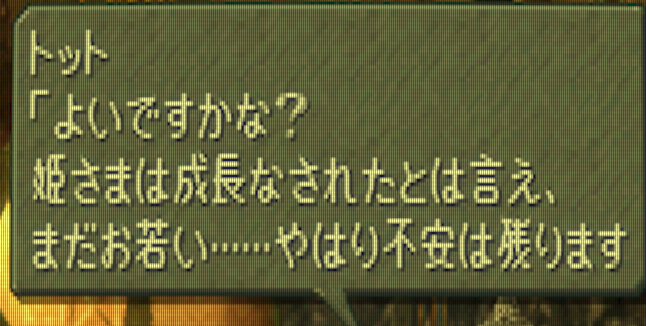 トット
「よいですかな？
姫さまは成長なされたとは言え、
まだお若い……やはり不安は残ります